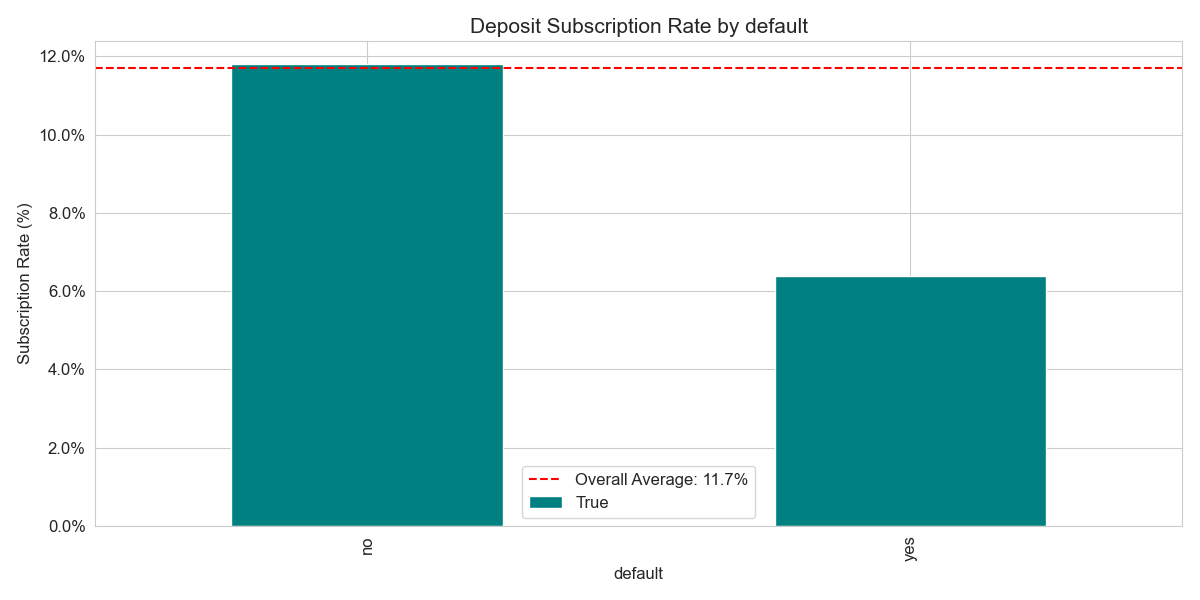 Deposit Subscription Rate by default
Subscription Rate (%)
12.0%
10.0%
8.0%
6.0%
4.0%
2.0%
0.0%
Overall Average: 11.7%
True
no
yes
default